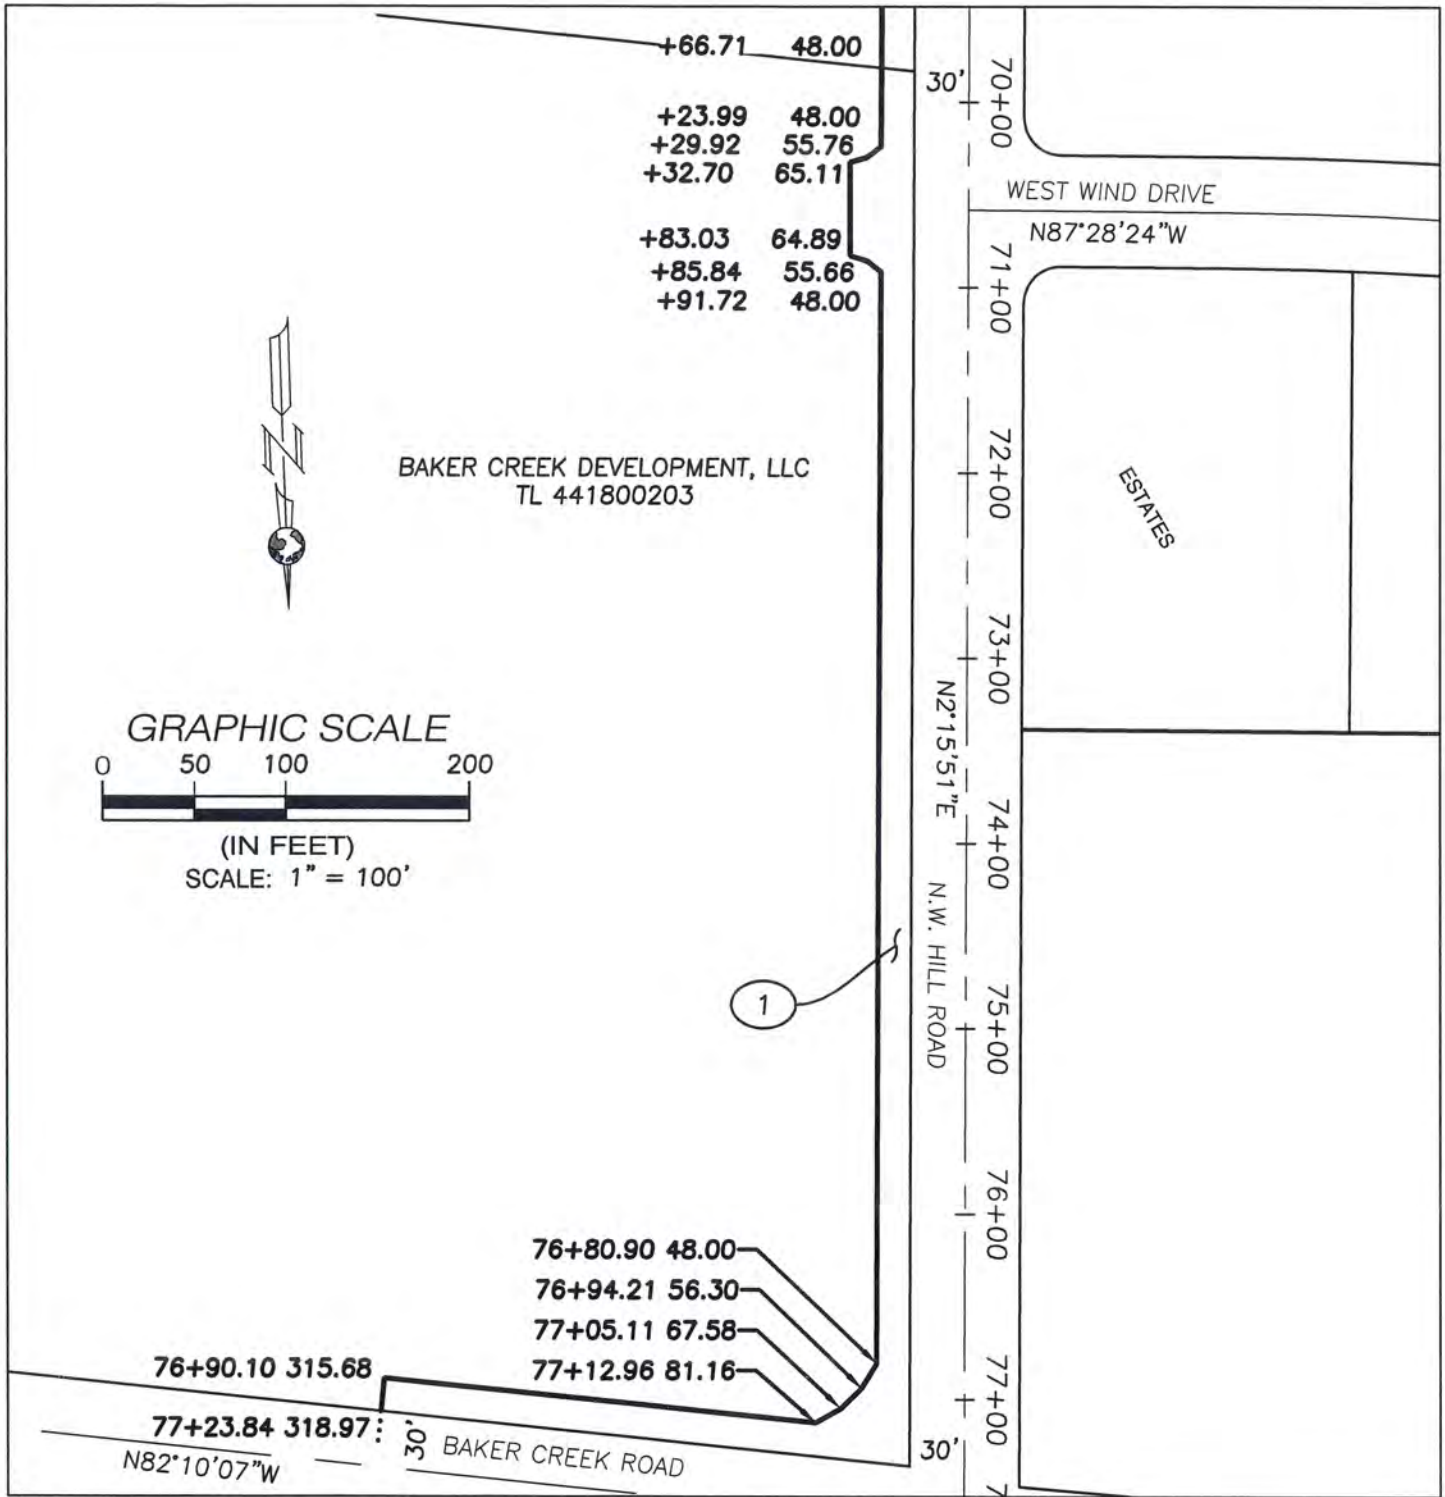 +66.71 48.00
30'
70+00
+23.99 48.00
+29.92 55.76
+32.70 65.11
WEST WIND DRIVE
N87°28'24"W
+83.03 64.89
+85.84 55.66
+91.72 48.00
71+00
BAKER CREEK DEVELOPMENT, LLC
TL 441800203
N
72+00
ESTATES
73+00
N2°15'51"E
GRAPHIC SCALE
0 50 100 200
(IN FEET)
SCALE: 1" = 100'
74+00
N.W. HILL ROAD
1
75+00
76+00
76+80.90 48.00
76+94.21 56.30
77+05.11 67.58
77+12.96 81.16
76+90.10 315.68
77+23.84 318.97
77+00
30'
BAKER CREEK ROAD
30'
N82°10'07"W